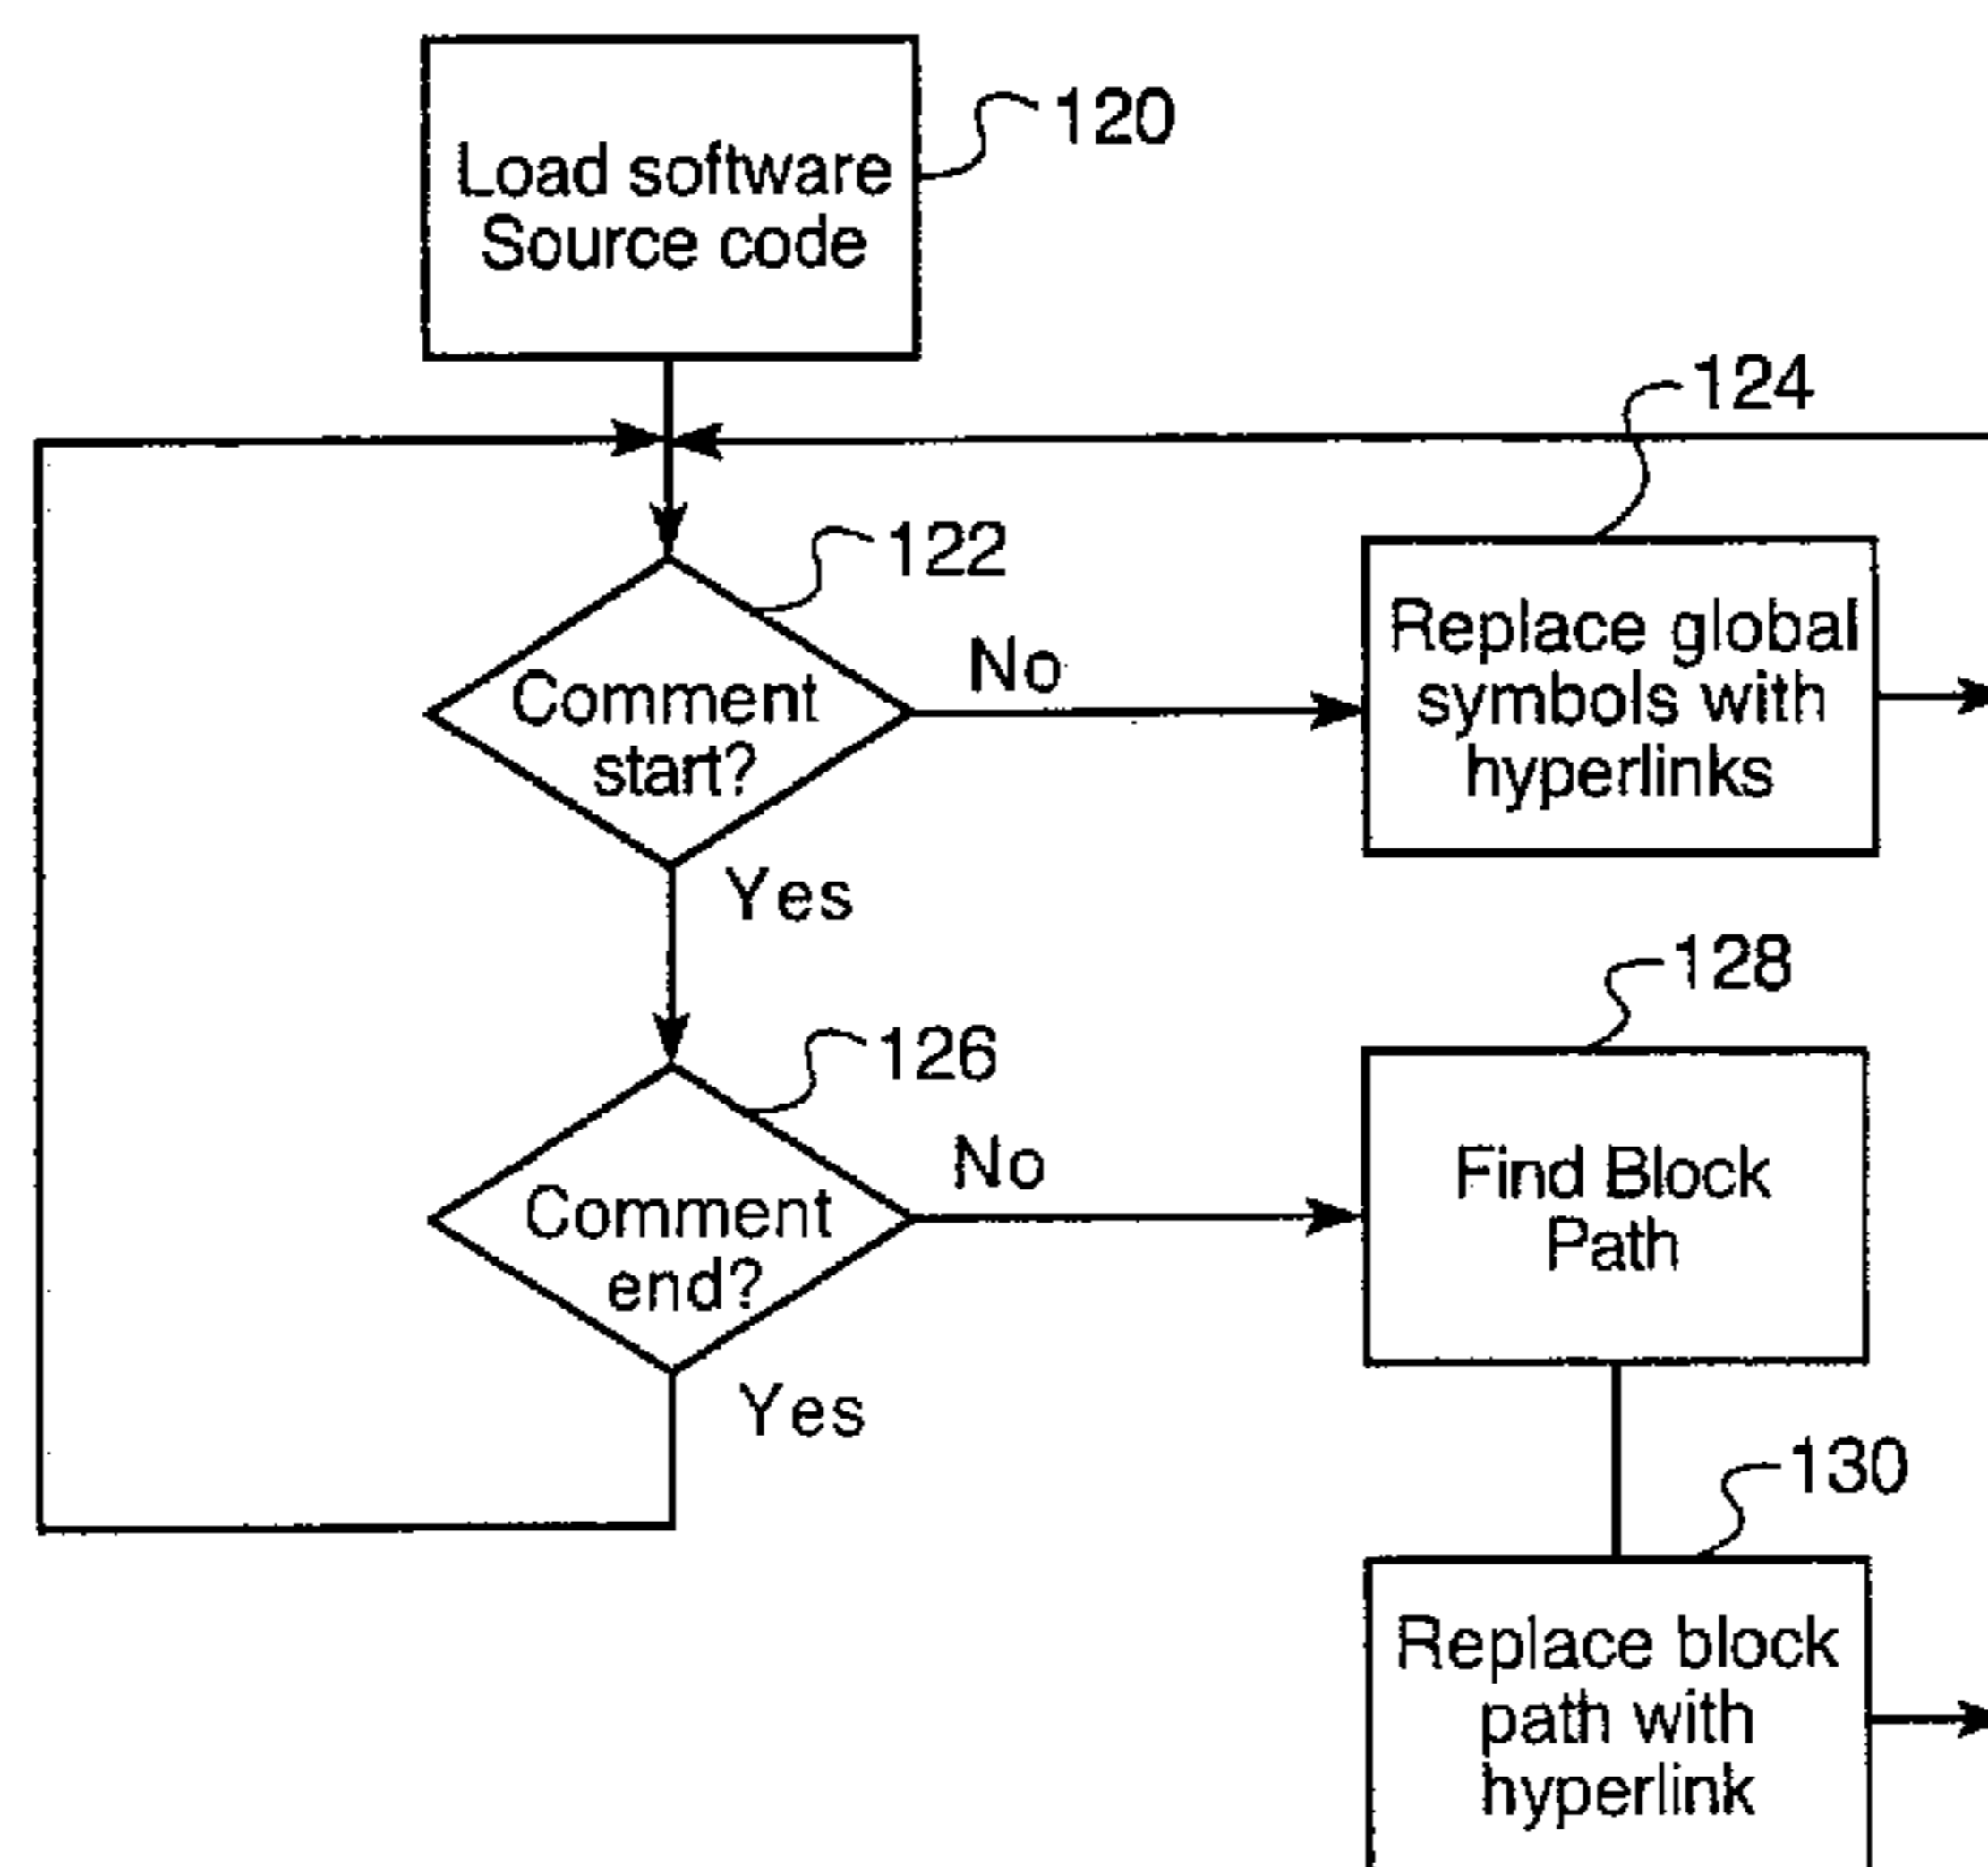 120
Load software
Source code
124
122
Replace global
symbols with
hyperlinks
No
Comment
start?
Yes
128
126
Find Block
Path
No
Comment
end?
Yes
130
Replace block
path with
hyperlink